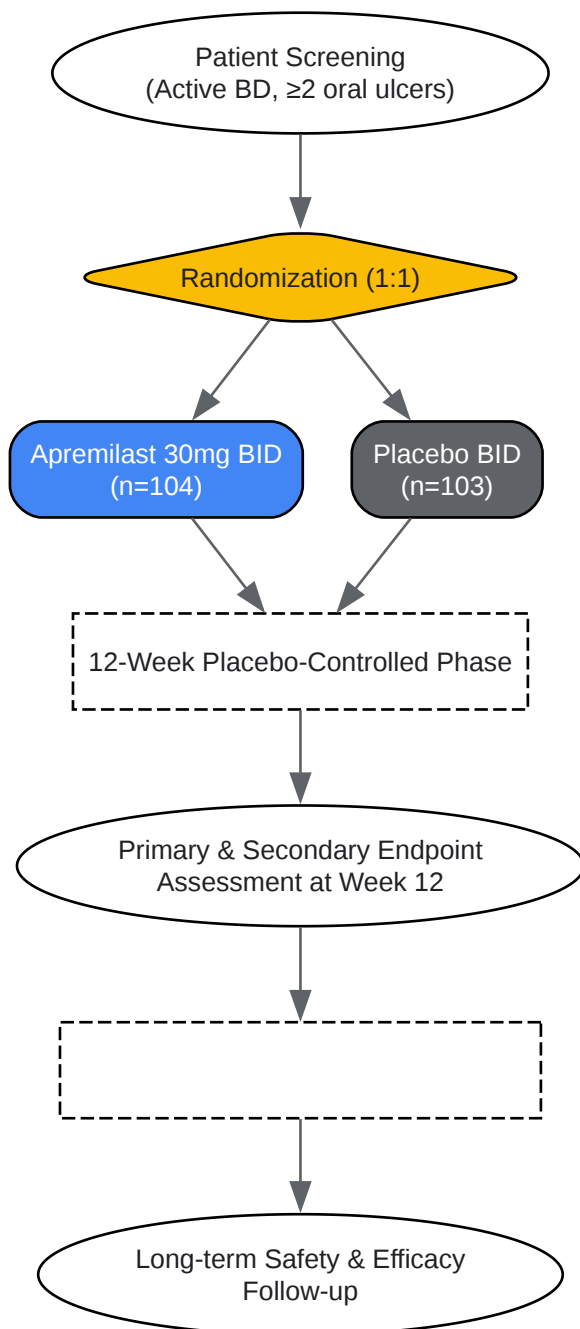 Patient Screening
(Active BD, ≥2 oral ulcers)
Randomization (1:1)
Apremilast 30mg BID
(n=104)
Placebo BID
(n=103)
12-Week Placebo-Controlled Phase
Primary & Secondary Endpoint
Assessment at Week 12
Long-term Safety & Efficacy
Follow-up